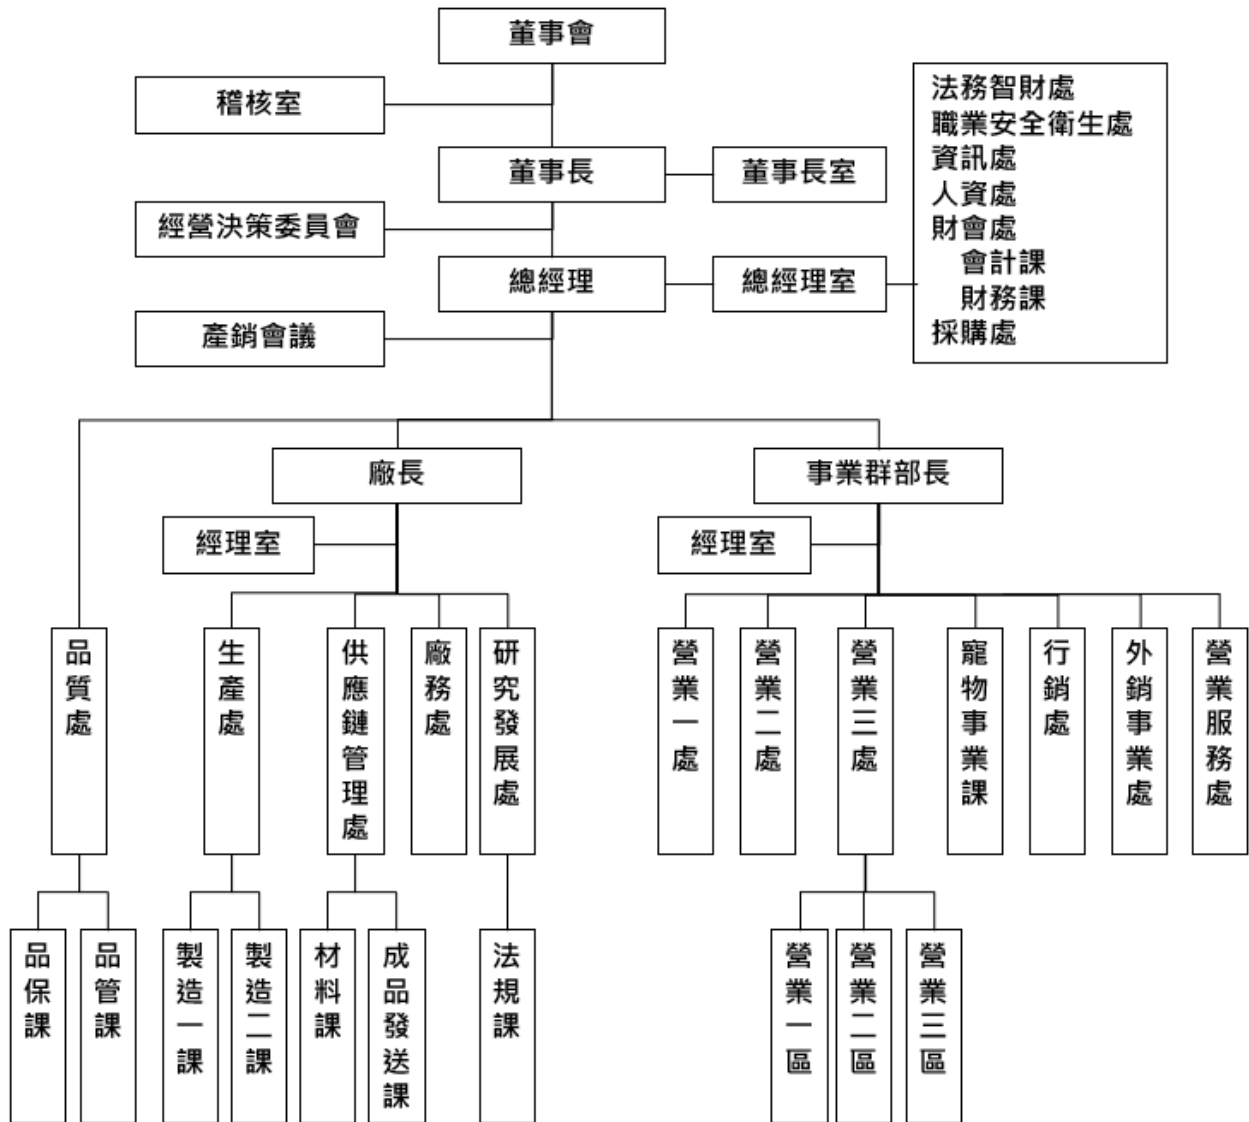 董事會
稽核室
董事長
董事長室
經營決策委員會
總經理
總經理室
法務智財處
職業安全衛生處
資訊處
人資處
財會處
會計課
財務課
採購處
產銷會議
廠長
事業群部長
經理室
經理室
品質處
生產處
供應鏈管理處
廠務處
研究發展處
營業一處
營業二處
營業三處
寵物事業課
行銷處
外銷事業處
營業服務處
品保課
品管課
製造一課
製造二課
材料課
成品發送課
法規課
營業一區
營業二區
營業三區